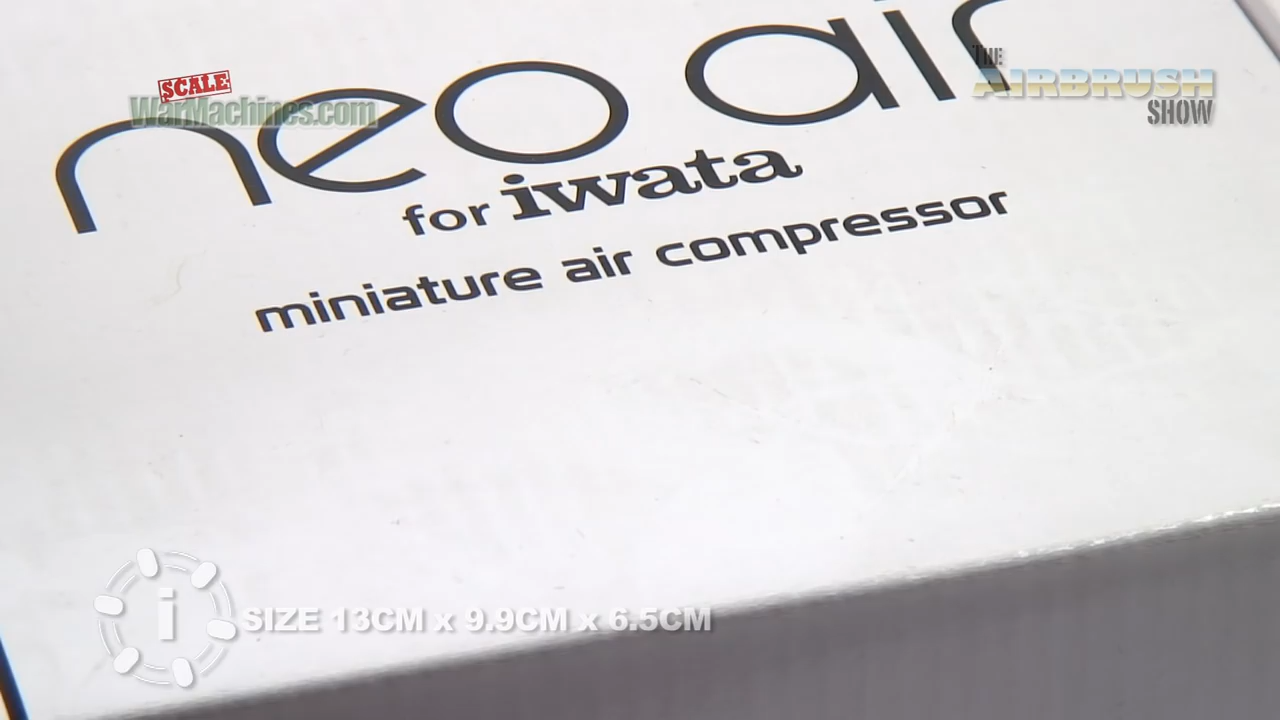 neo air
for iwata
miniature air compressor
SCALE
WarMachines.com
THE
AIRBRUSH
SHOW
i
SIZE 13CM x 9.9CM x 6.5CM